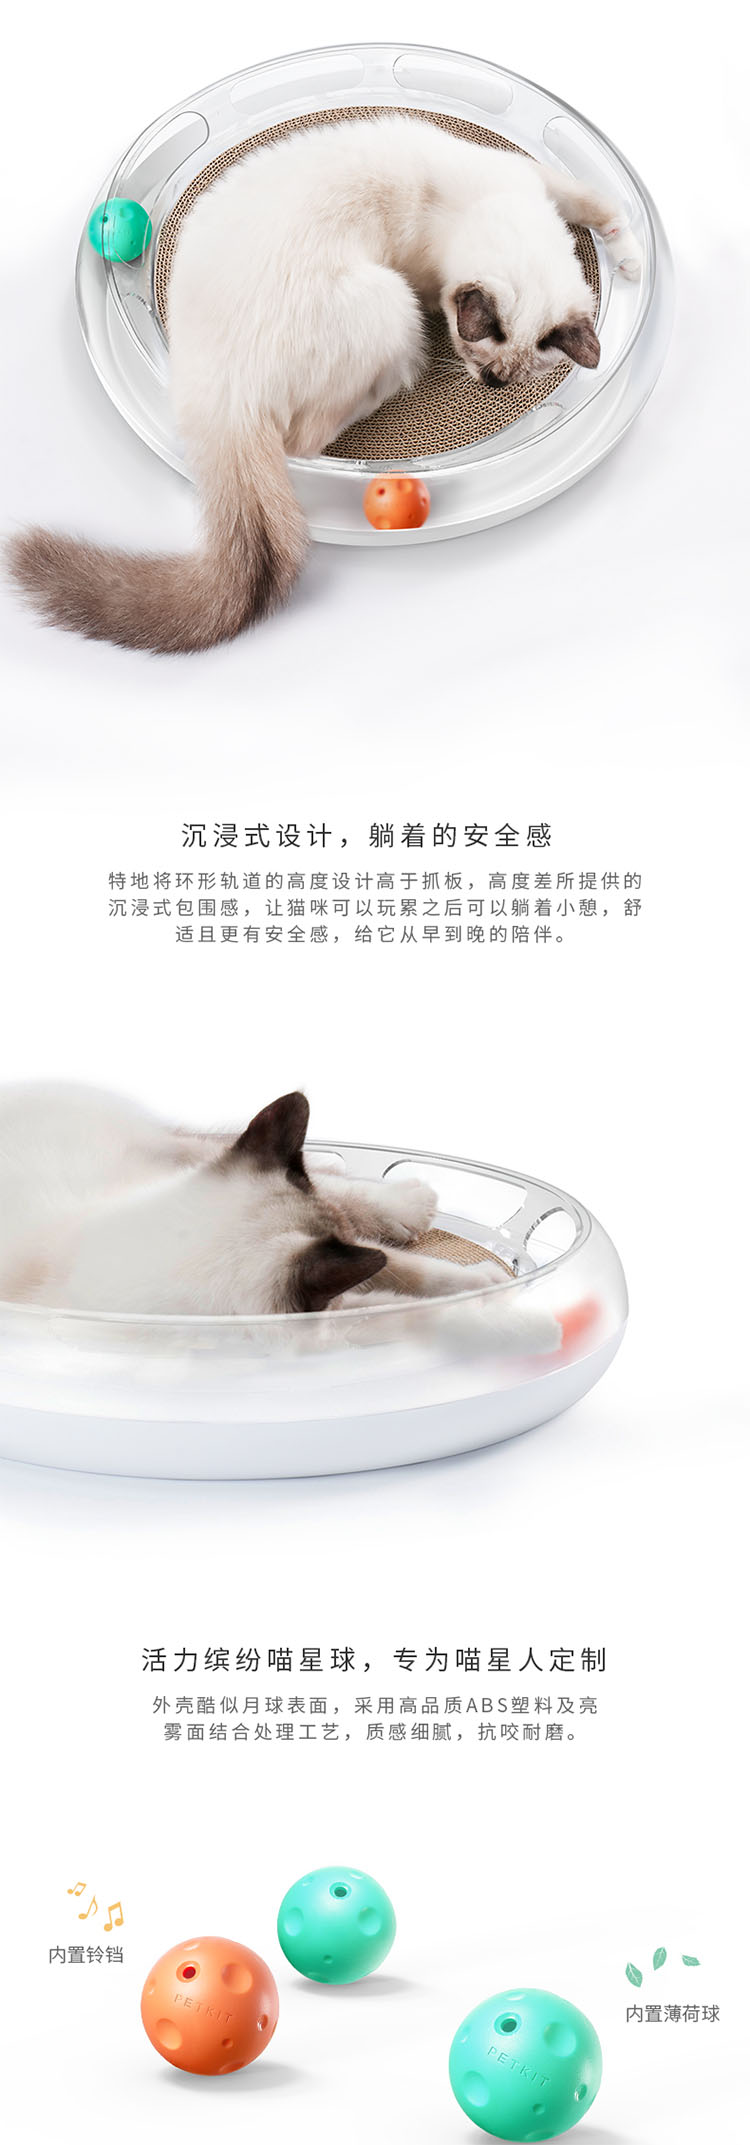 沉浸式设计，躺着的安全感
特地将环形轨道的高度设计高于抓板，高度差所提供的
沉浸式包围感，让猫咪可以玩累之后可以躺着小憩，舒
适且更有安全感，给它从早到晚的陪伴。
活力缤纷喵星球，专为喵星人定制
外壳酷似月球表面，采用高品质ABS塑料及亮
雾面结合处理工艺，质感细腻，抗咬耐磨。
内置铃铛
PETKIT
内置薄荷球
PETKIT